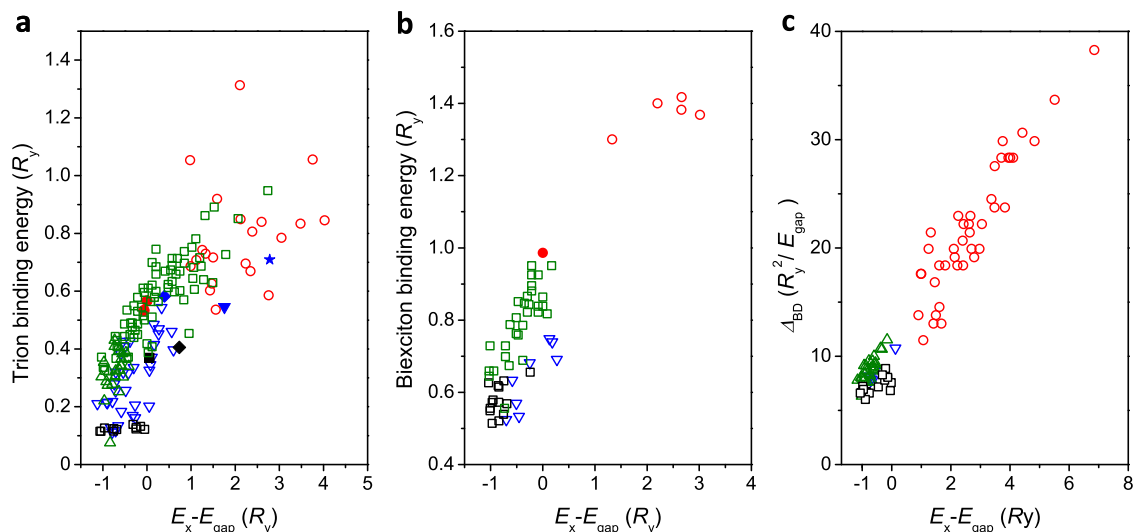 a
1.4
1.2
1.0
0.8
0.6
0.4
0.2
0
Trion binding energy (Ry)
-1 0 1 2 3 4 5
Ex-Egap (Ry)
b
1.6
1.4
1.2
1.0
0.8
0.6
0.4
Biexciton binding energy (Ry)
-1 0 1 2 3 4
Ex-Egap (Ry)
c
40
30
20
10
0
ΔBD (Ry2/ Egap)
-2 0 2 4 6 8
Ex-Egap (Ry)